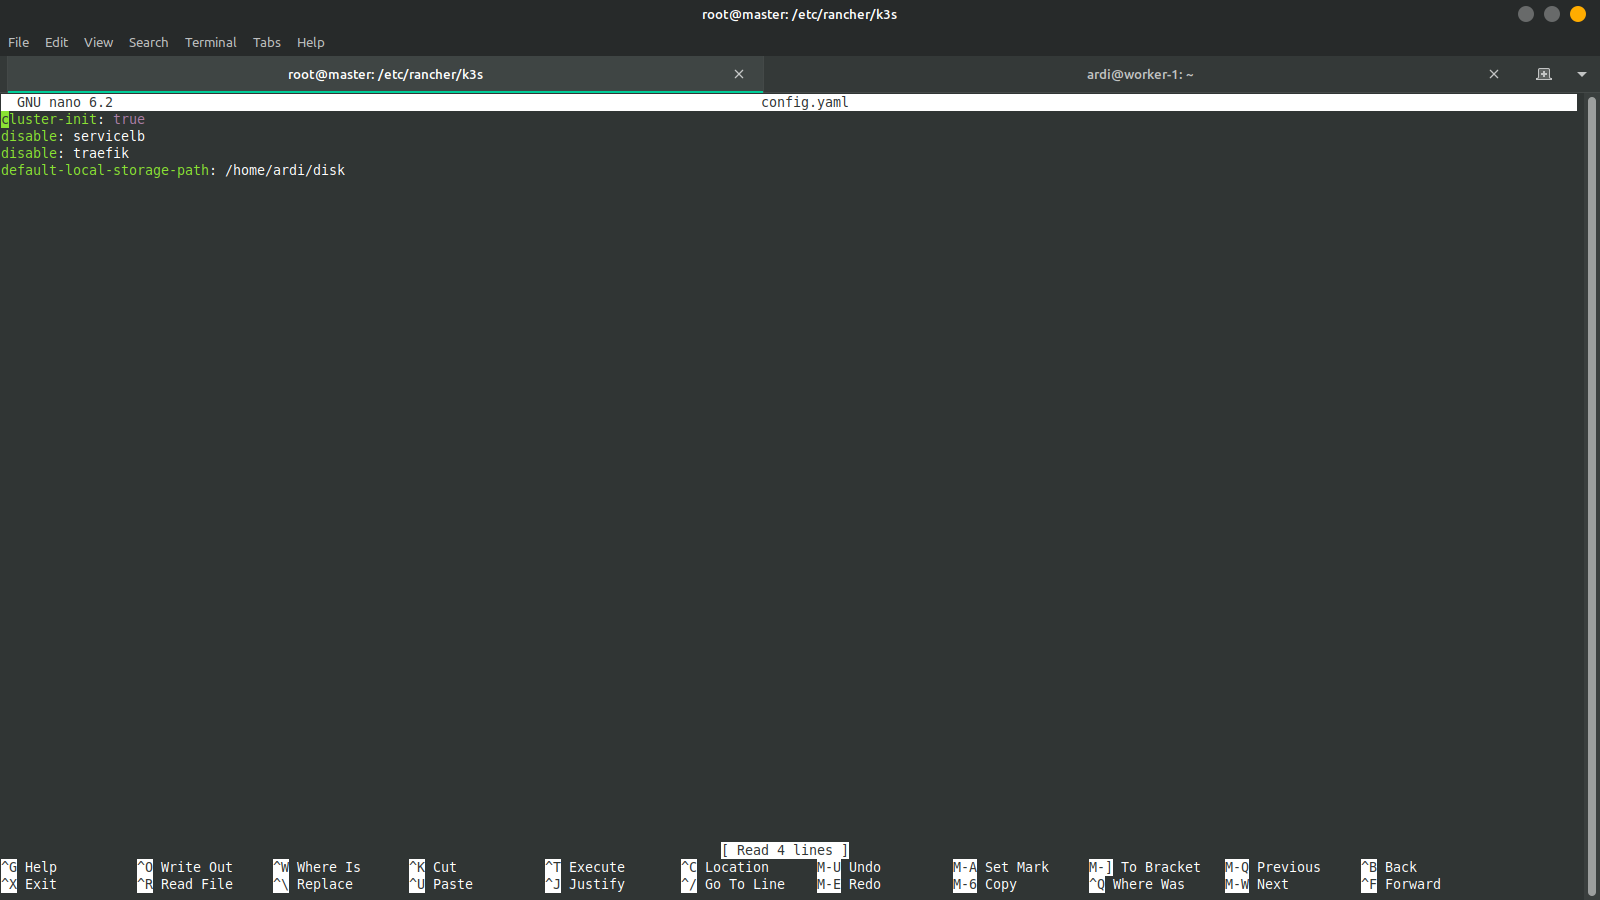 root@master: /etc/rancher/k3s
File Edit View Search Terminal Tabs Help
root@master: /etc/rancher/k3s × ardi@worker-1: ~ ×
GNU nano 6.2 config.yaml
cluster-init: true
disable: servicelb
disable: traefik
default-local-storage-path: /home/ardi/disk
[ Read 4 lines ]
^G Help ^O Write Out ^W Where Is ^K Cut ^T Execute ^C Location M-U Undo M-A Set Mark M-] To Bracket M-Q Previous ^B Back
^X Exit ^R Read File ^\ Replace ^U Paste ^J Justify ^/ Go To Line M-E Redo M-6 Copy ^Q Where Was M-W Next ^F Forward